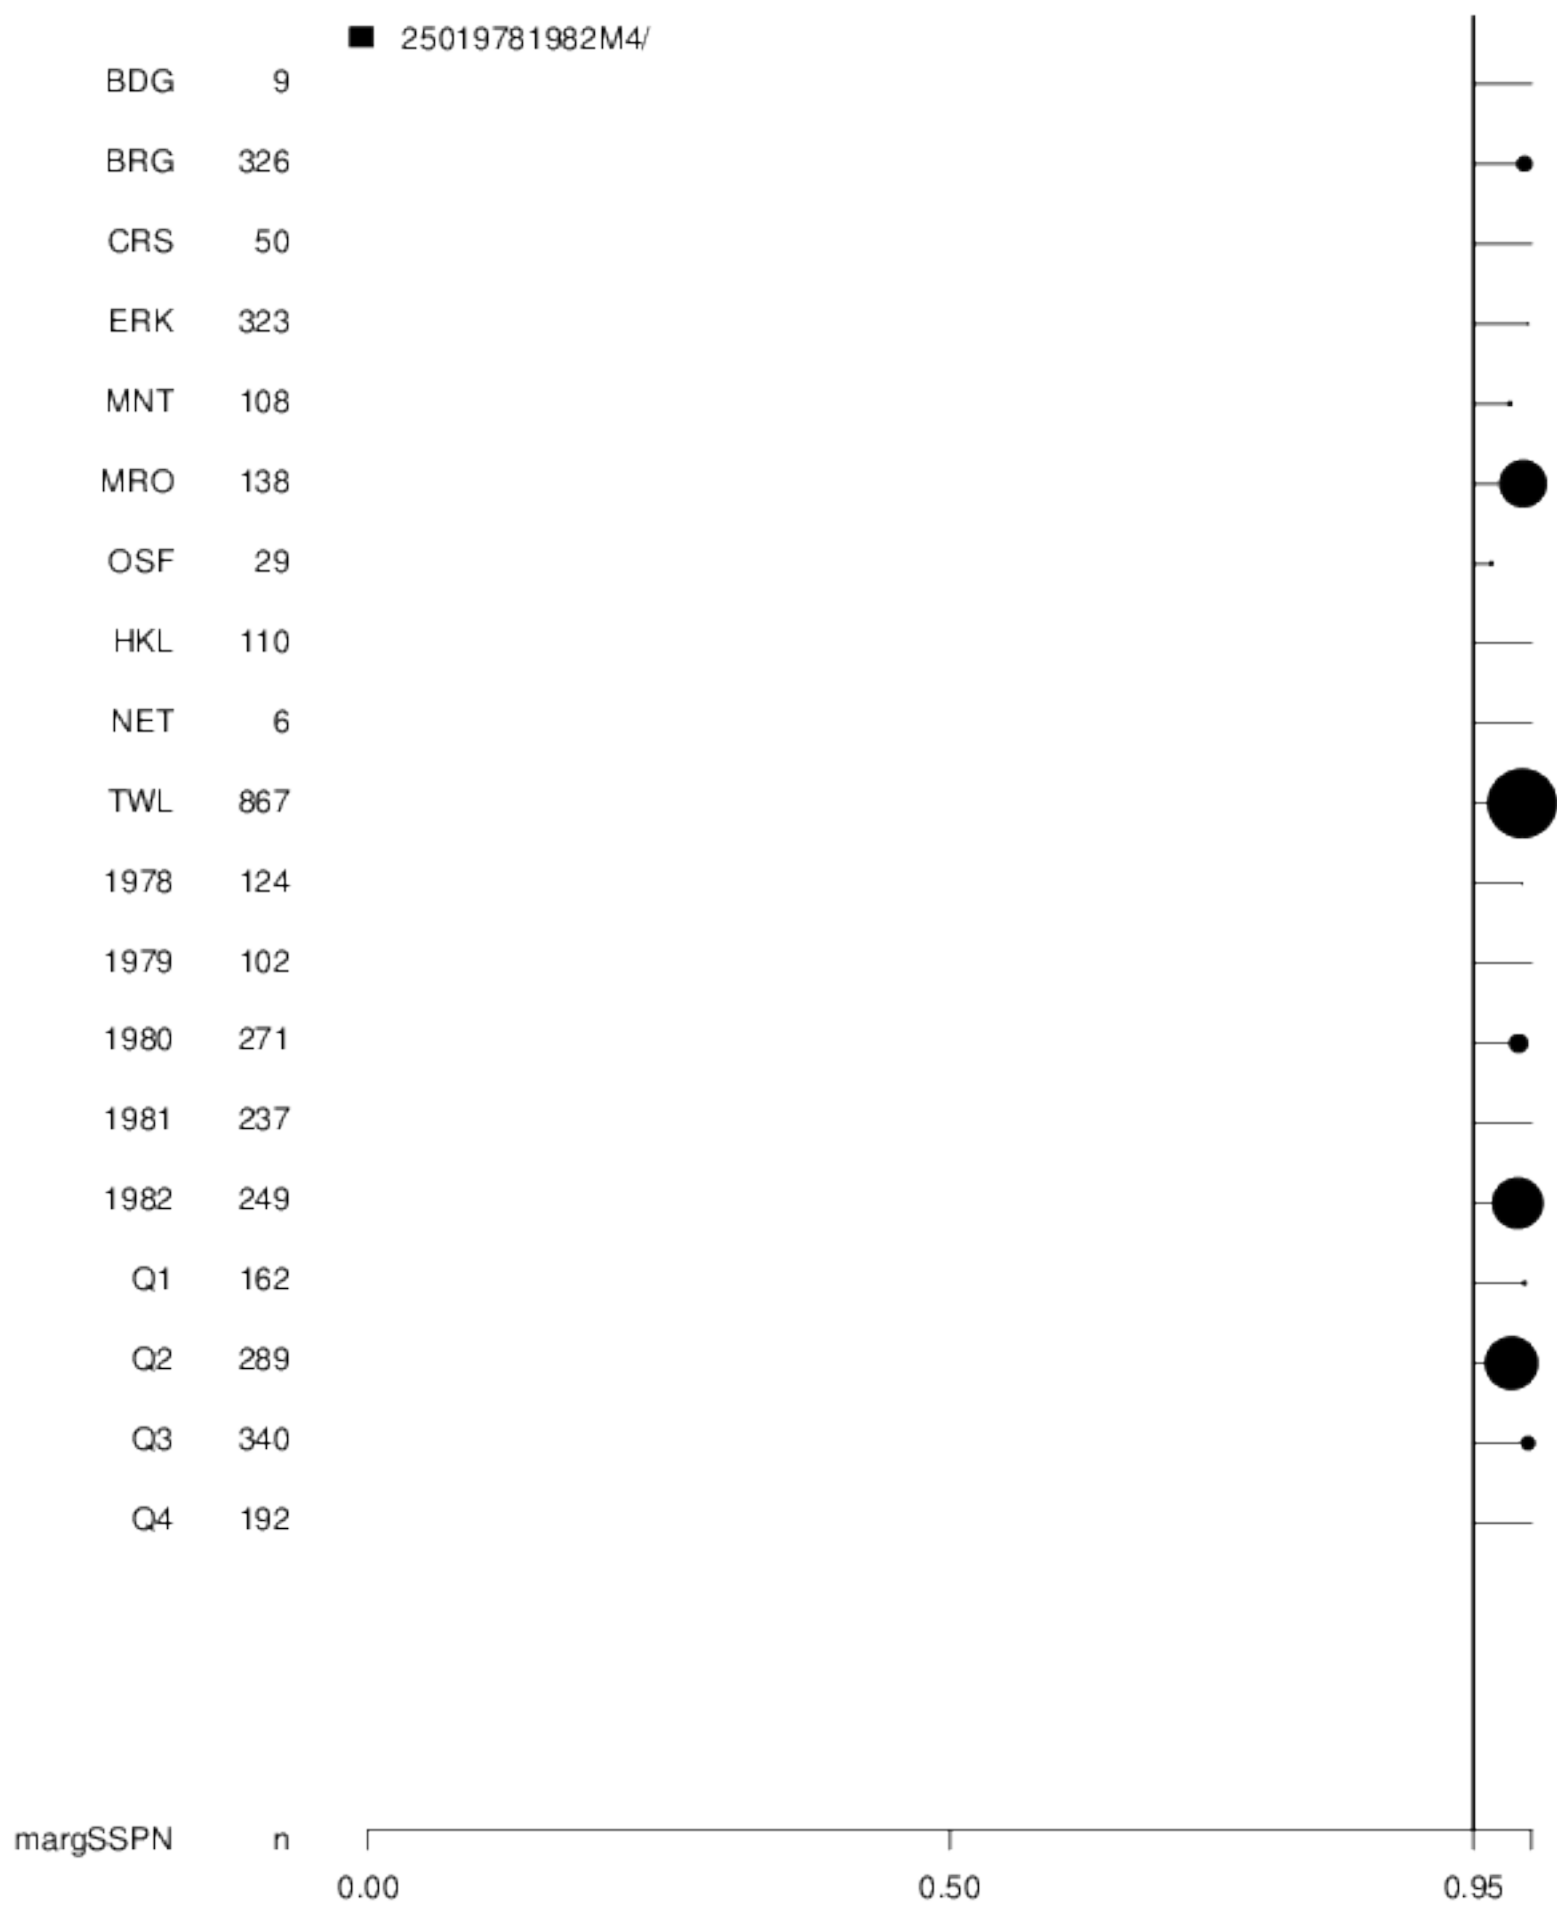 25019781982M4/
BDG 9
BRG 326
CRS 50
ERK 323
MNT 108
MRO 138
OSF 29
HKL 110
NET 6
TWL 867
1978 124
1979 102
1980 271
1981 237
1982 249
Q1 162
Q2 289
Q3 340
Q4 192
margSSPN n
0.00 0.50 0.95